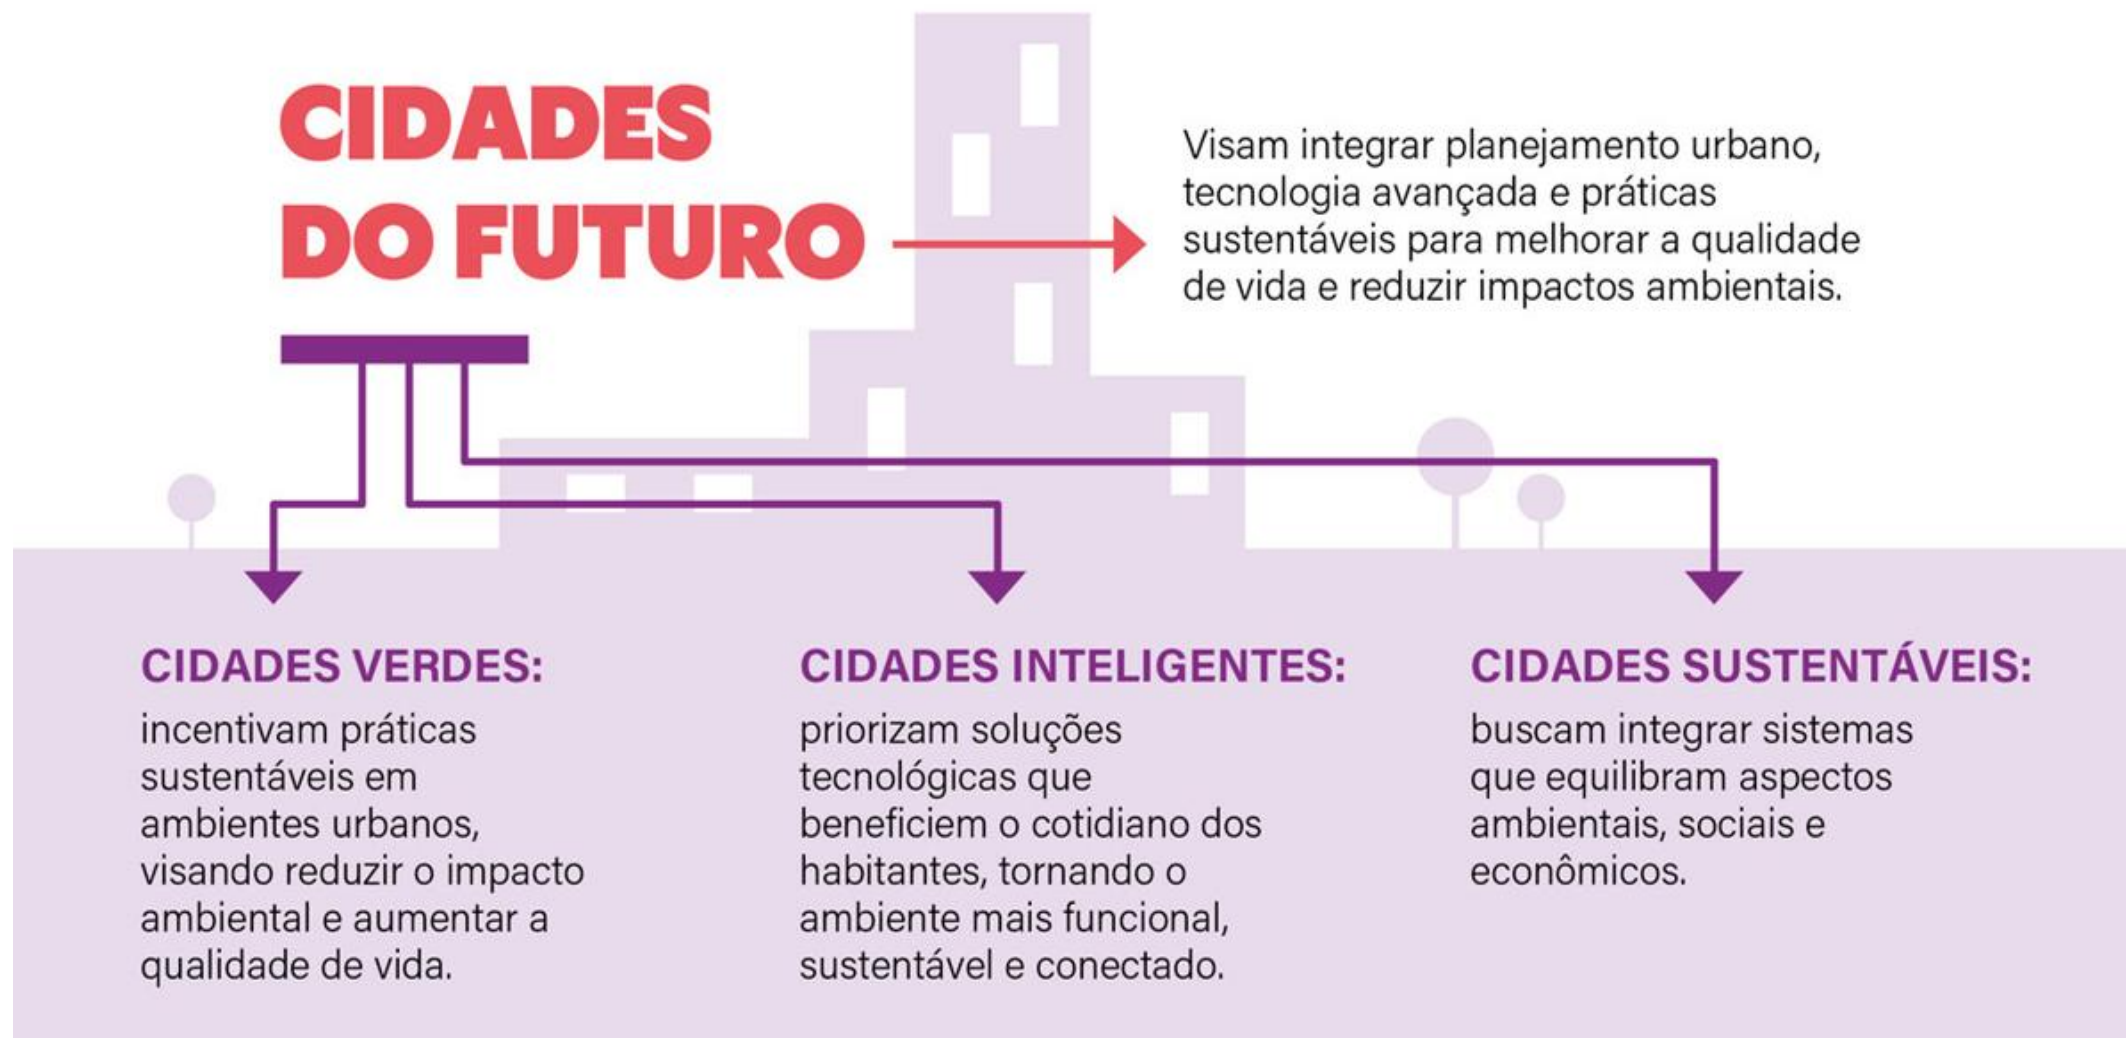 CIDADES
DO FUTURO
Visam integrar planejamento urbano,
tecnologia avançada e práticas
sustentáveis para melhorar a qualidade
de vida e reduzir impactos ambientais.
CIDADES VERDES:
incentivam práticas
sustentáveis em
ambientes urbanos,
visando reduzir o impacto
ambiental e aumentar a
qualidade de vida.
CIDADES INTELIGENTES:
priorizam soluções
tecnológicas que
beneficiem o cotidiano dos
habitantes, tornando o
ambiente mais funcional,
sustentável e conectado.
CIDADES SUSTENTÁVEIS:
buscam integrar sistemas
que equilibram aspectos
ambientais, sociais e
econômicos.